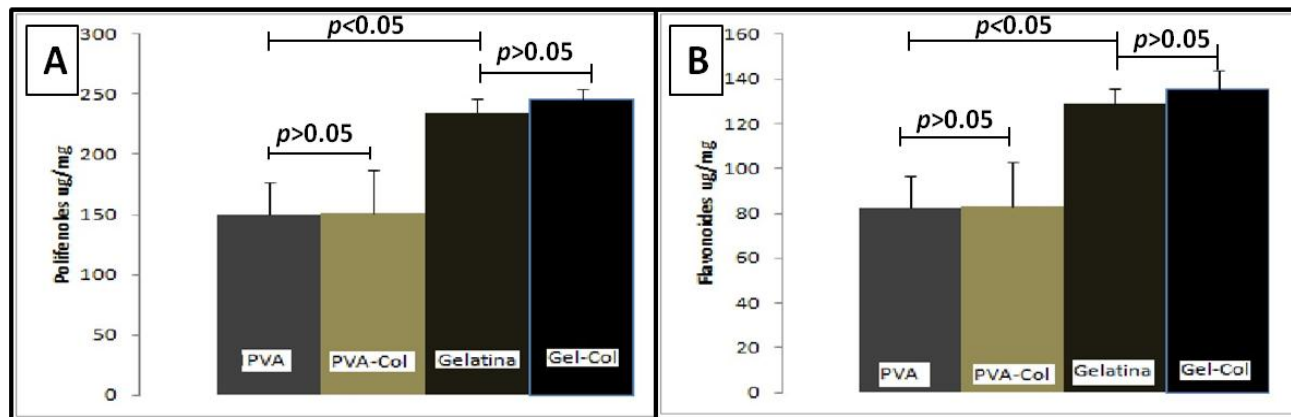 A
Polifenoles ug/mg
300
250
200
150
100
50
0
p<0.05
p>0.05
p>0.05
PVA
PVA-Col
Gelatina
Gel-Col
B
Flavonoides ug/mg
160
140
120
100
80
60
40
20
0
p<0.05
p>0.05
p>0.05
PVA
PVA-Col
Gelatina
Gel-Col